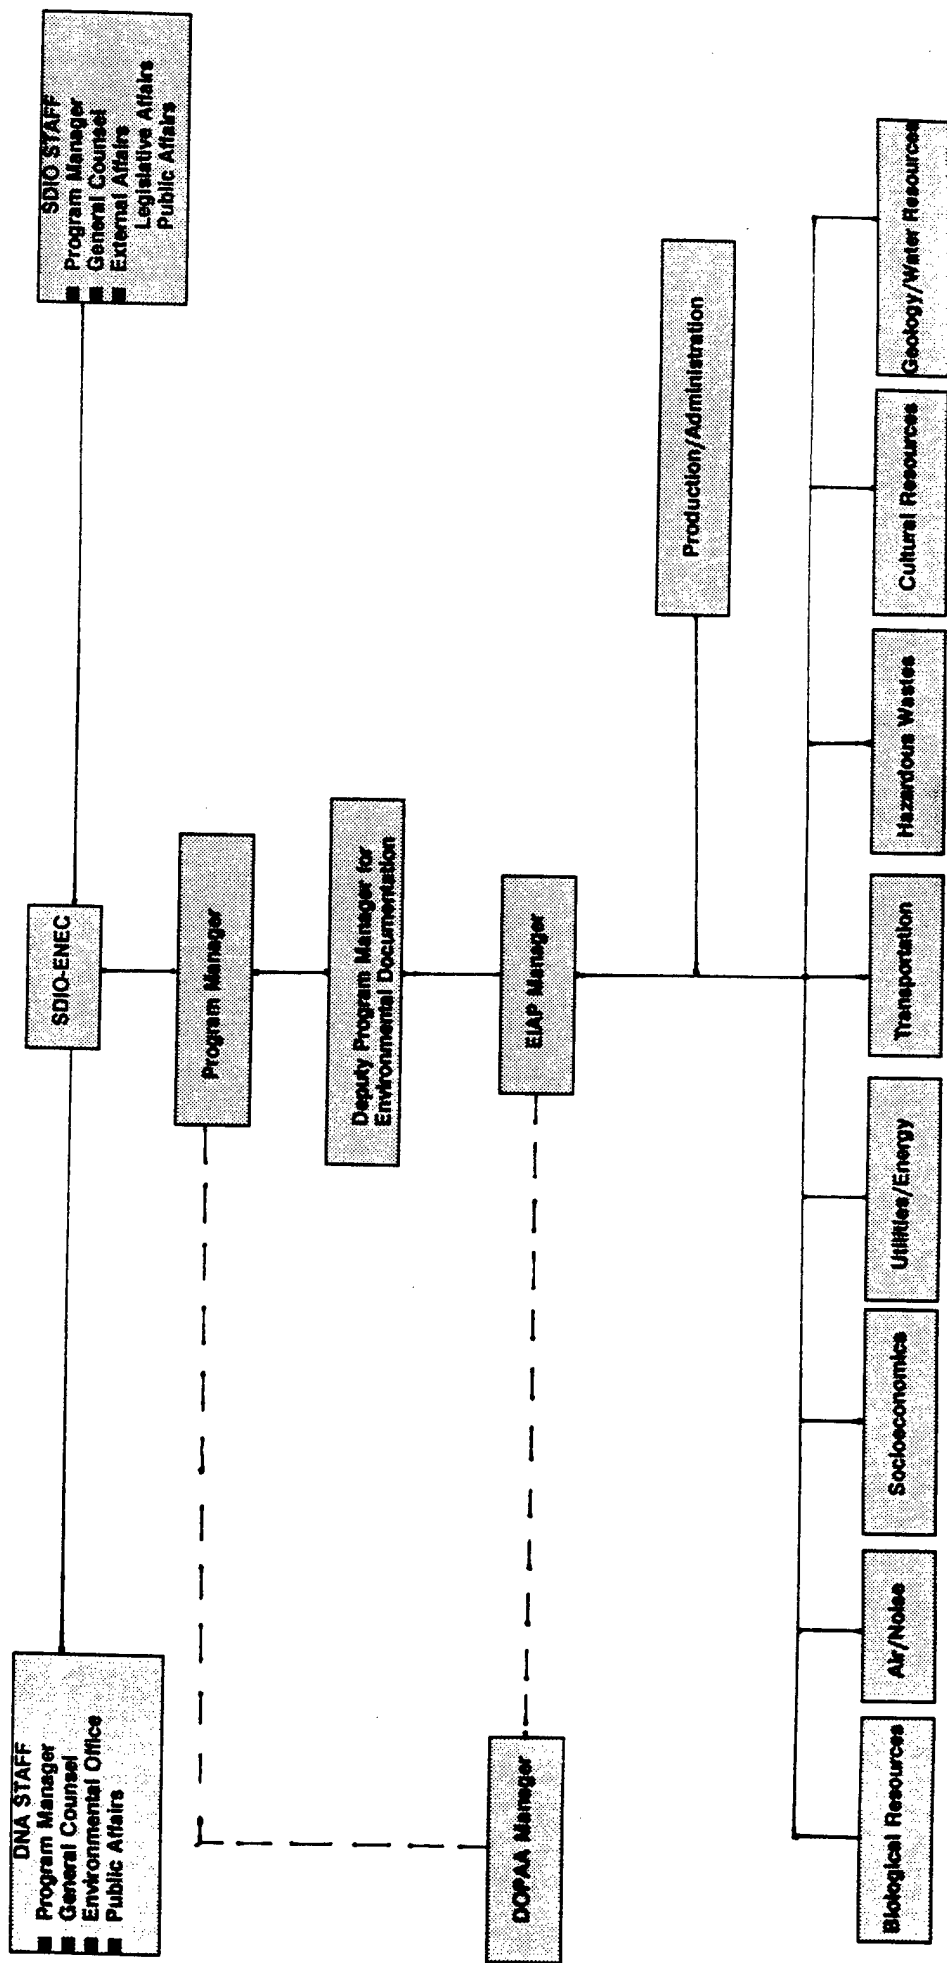 DNA STAFF
■ Program Manager
■ General Counsel
■ Environmental Office
■ Public Affairs
SDIO-ENEC
SDIO STAFF
■ Program Manager
■ General Counsel
■ External Affairs
Legislative Affairs
Public Affairs
Program Manager
Deputy Program Manager for
Environmental Documentation
DOPAA Manager
EIAP Manager
Production/Administration
Biological Resources
Air/Noise
Socioeconomics
Utilities/Energy
Transportation
Hazardous Wastes
Cultural Resources
Geology/Water Resources